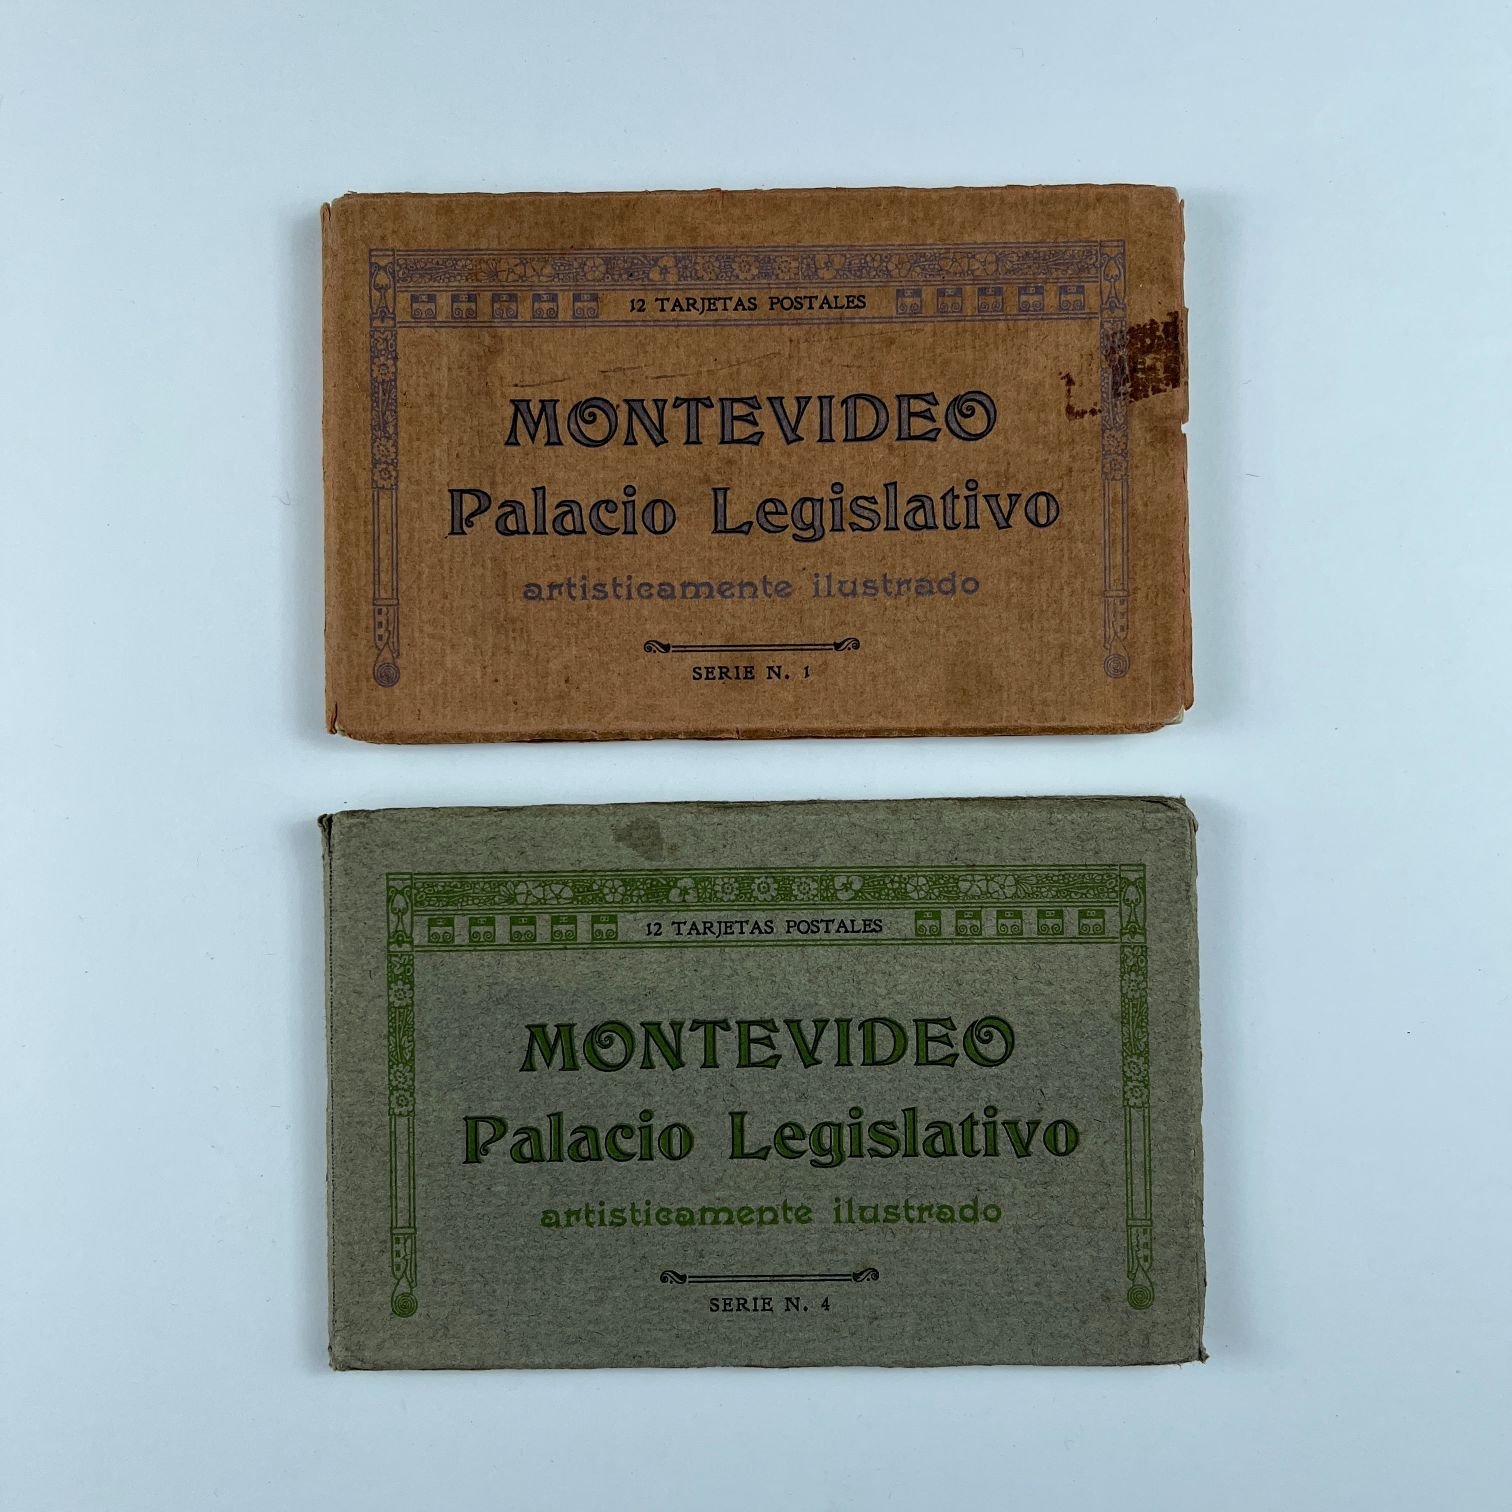 12 TARJETAS POSTALES
MONTEVIDEO
Palacio Legislativo
artisticamente ilustrado
SERIE N. 1
12 TARJETAS POSTALES
MONTEVIDEO
Palacio Legislativo
artisticamente ilustrado
SERIE N. 4